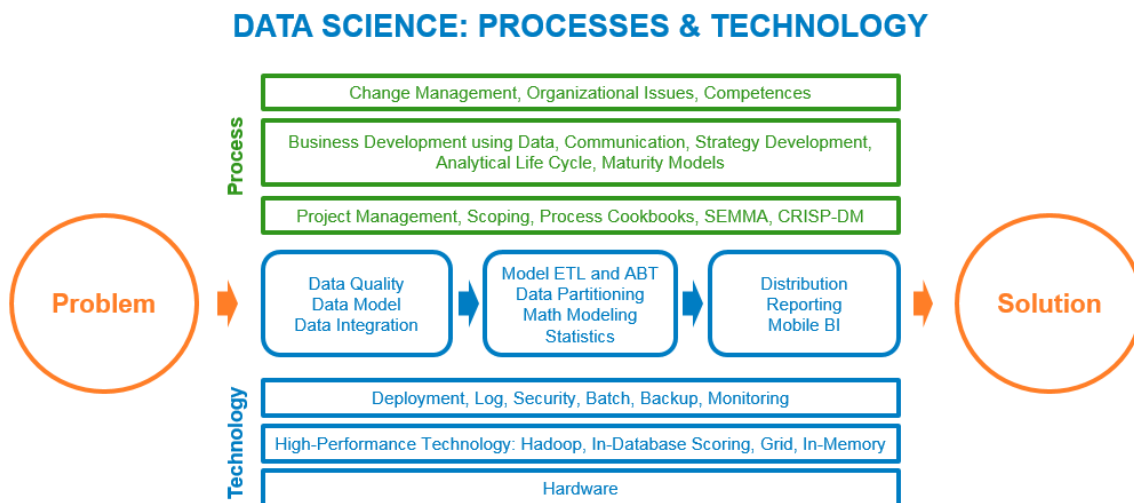 DATA SCIENCE: PROCESSES & TECHNOLOGY
Process
Change Management, Organizational Issues, Competences
Business Development using Data, Communication, Strategy Development,
Analytical Life Cycle, Maturity Models
Project Management, Scoping, Process Cookbooks, SEMMA, CRISP-DM
Problem
Data Quality
Data Model
Data Integration
Model ETL and ABT
Data Partitioning
Math Modeling
Statistics
Distribution
Reporting
Mobile BI
Solution
Technology
Deployment, Log, Security, Batch, Backup, Monitoring
High-Performance Technology: Hadoop, In-Database Scoring, Grid, In-Memory
Hardware